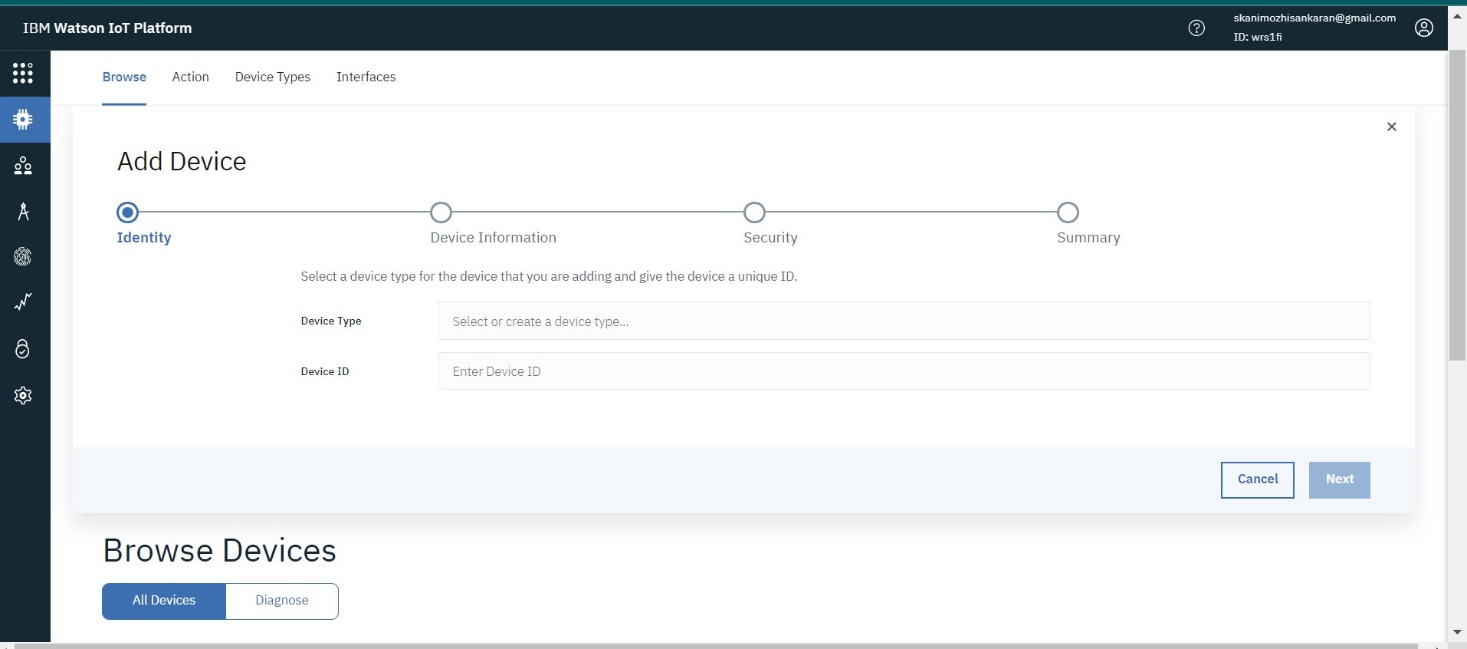 IBM Watson IoT Platform
skanimozhisankaran@gmail.com
ID: wrs1fi
Browse Action Device Types Interfaces
Add Device
Identity Device Information Security Summary
Select a device type for the device that you are adding and give the device a unique ID.
Device Type Select or create a device type...
Device ID Enter Device ID
Cancel Next
Browse Devices
All Devices Diagnose